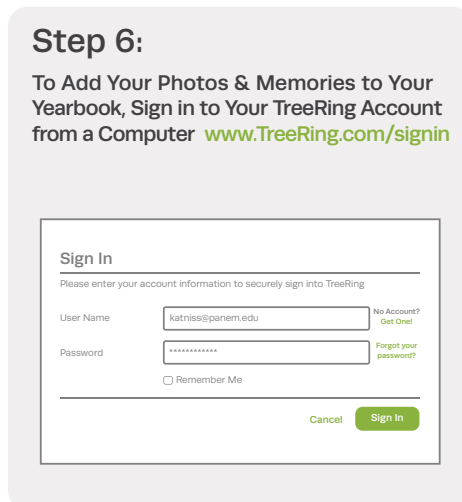 Step 6:
To Add Your Photos & Memories to Your
Yearbook, Sign in to Your TreeRing Account
from a Computer www.TreeRing.com/signin
Sign In
Please enter your account information to securely sign into TreeRing
User Name
katniss@panem.edu
No Account?
Get One!
Password
************
Forgot your
password?
Remember Me
Cancel
Sign In